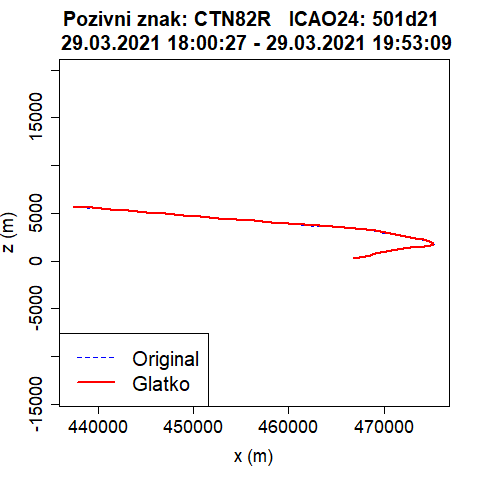 Pozivni znak: CTN82R ICAO24: 501d21
29.03.2021 18:00:27 - 29.03.2021 19:53:09
15000
5000
0
-5000
-15000
z (m)
Original
Glatko
440000 450000 460000 470000
x (m)